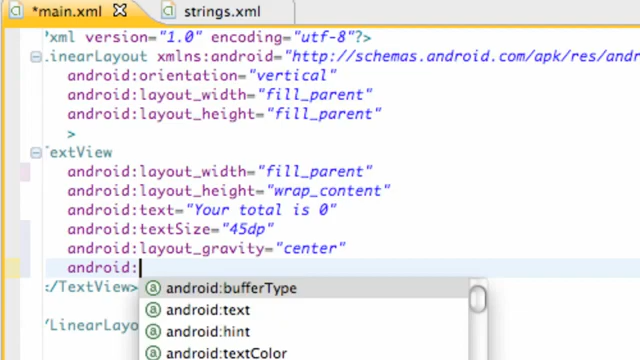 *main.xml
strings.xml
?xml version="1.0" encoding="utf-8"?>
LinearLayout xmlns:android="http://schemas.android.com/apk/res/andr
android:orientation="vertical"
android:layout_width="fill_parent"
android:layout_height="fill_parent"
>
TextView
android:layout_width="fill_parent"
android:layout_height="wrap_content"
android:text="Your total is 0"
android:textSize="45dp"
android:layout_gravity="center"
android:
</TextView>
android:bufferType
android:text
/LinearLayo
android:hint
android:textColor